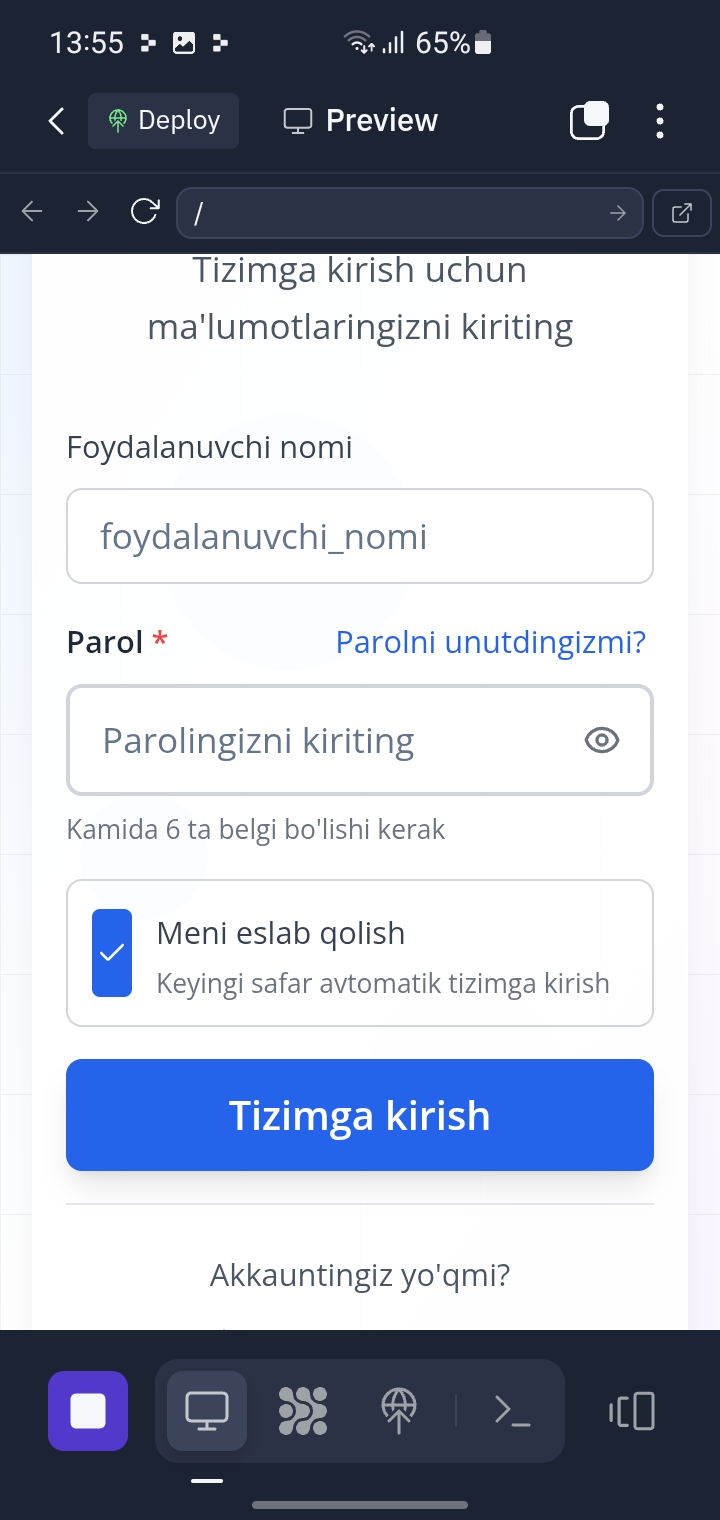 13:55
65%
Deploy
Preview
/
Tizimga kirish uchun
ma'lumotlaringizni kiriting
Foydalanuvchi nomi
foydalanuvchi_nomi
Parol *
Parolni unutdingizmi?
Parolingizni kiriting
Kamida 6 ta belgi bo'lishi kerak
Meni eslab qolish
Keyingi safar avtomatik tizimga kirish
Tizimga kirish
Akkauntingiz yo'qmi?